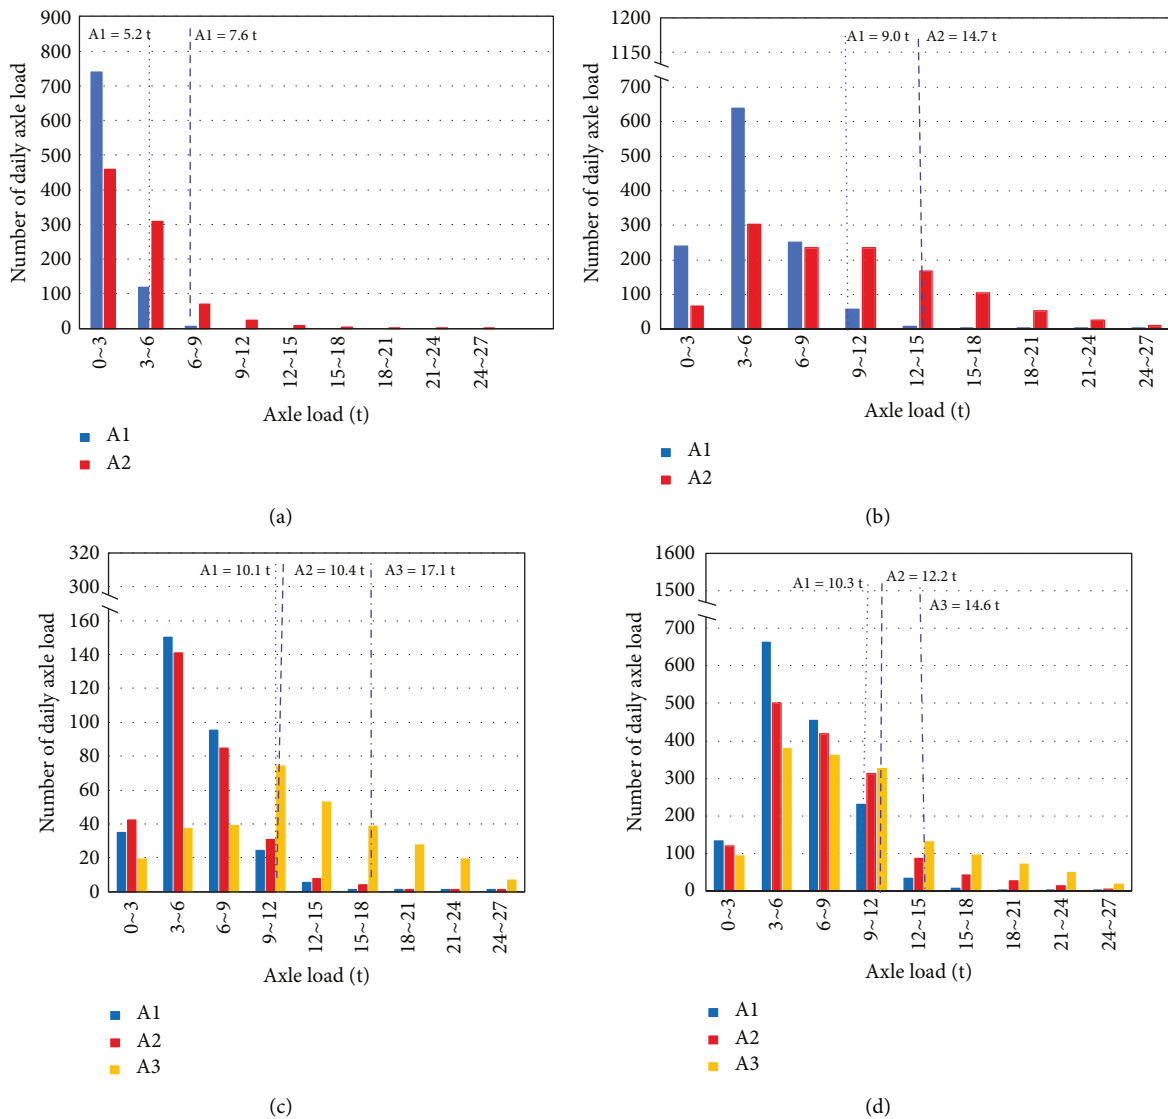 900
800
700
600
500
400
300
200
100
0
Number of daily axle load
A1 = 5.2 t
A1 = 7.6 t
0~3
3~6
6~9
9~12
12~15
15~18
18~21
21~24
24~27
Axle load (t)
A1
A2
(a)
1200
1150
700
600
500
400
300
200
100
0
Number of daily axle load
A1 = 9.0 t
A2 = 14.7 t
0~3
3~6
6~9
9~12
12~15
15~18
18~21
21~24
24~27
Axle load (t)
A1
A2
(b)
320
300
160
140
120
100
80
60
40
20
0
Number of daily axle load
A1 = 10.1 t
A2 = 10.4 t
A3 = 17.1 t
0~3
3~6
6~9
9~12
12~15
15~18
18~21
21~24
24~27
Axle load (t)
A1
A2
A3
(c)
1600
1500
700
600
500
400
300
200
100
0
Number of daily axle load
A1 = 10.3 t
A2 = 12.2 t
A3 = 14.6 t
0~3
3~6
6~9
9~12
12~15
15~18
18~21
21~24
24~27
Axle load (t)
A1
A2
A3
(d)